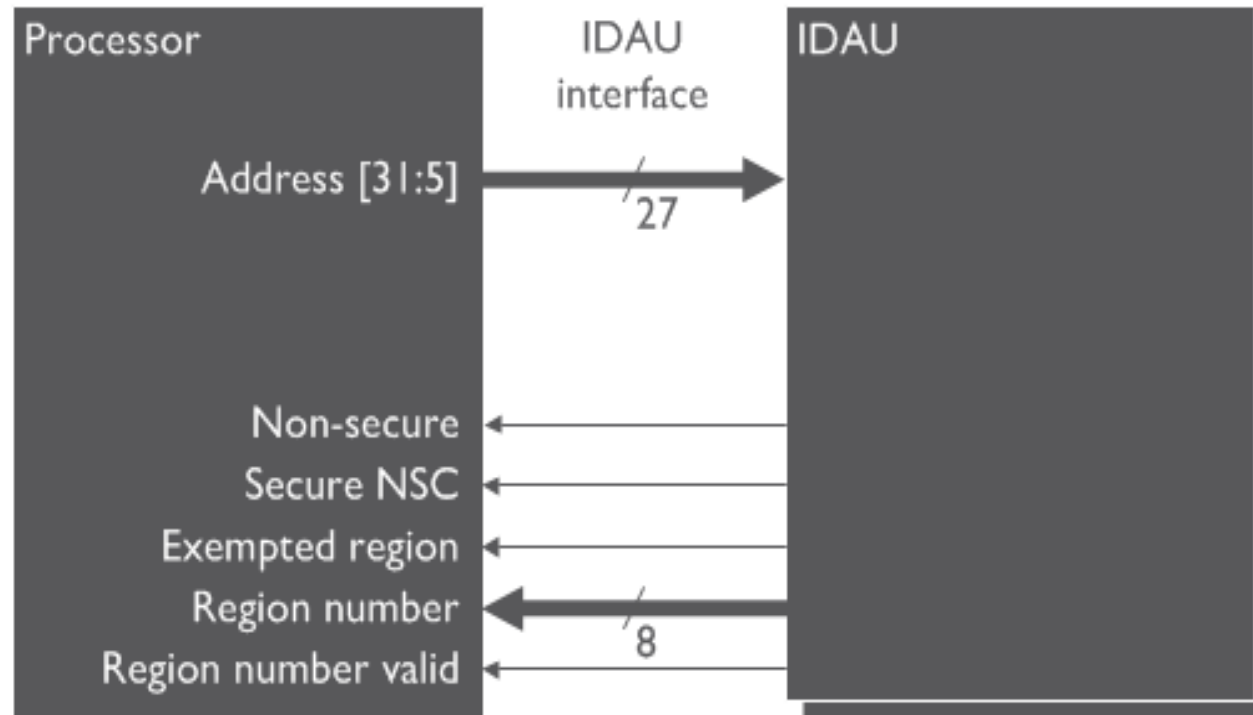 Processor
IDAU
interface
IDAU
Address [31:5]
27
Non-secure
Secure NSC
Exempted region
Region number
8
Region number valid